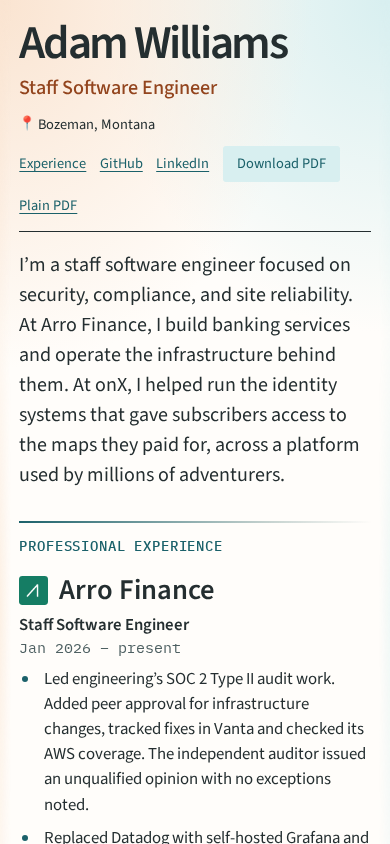 Adam Williams
Staff Software Engineer
📍 Bozeman, Montana
Experience GitHub LinkedIn Download PDF
Plain PDF
I’m a staff software engineer focused on
security, compliance, and site reliability.
At Arro Finance, I build banking services
and operate the infrastructure behind
them. At onX, I helped run the identity
systems that gave subscribers access to
the maps they paid for, across a platform
used by millions of adventurers.
PROFESSIONAL EXPERIENCE
Arro Finance
Staff Software Engineer
Jan 2026 – present
• Led engineering’s SOC 2 Type II audit work.
Added peer approval for infrastructure
changes, tracked fixes in Vanta and checked its
AWS coverage. The independent auditor issued
an unqualified opinion with no exceptions
noted.
• Replaced Datadog with self-hosted Grafana and